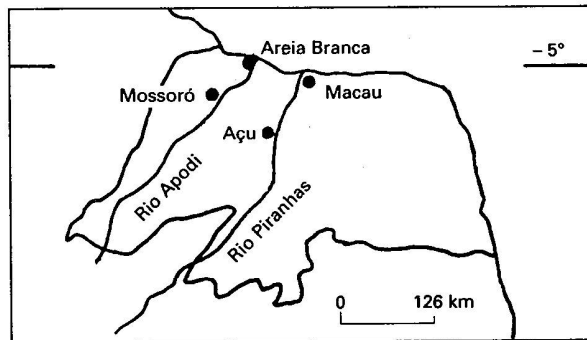 Areia Branca
– 5°
Mossoró
Macau
Açu
Rio Apodi
Rio Piranhas
0 126 km